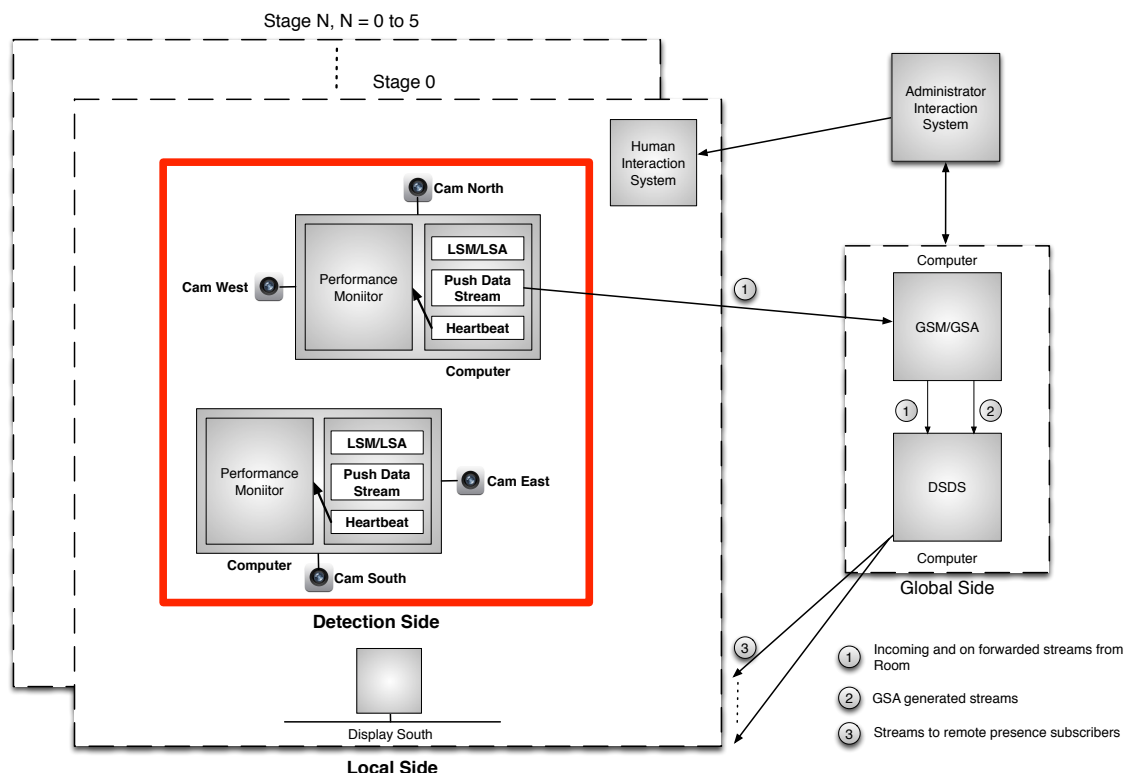 Stage N, N = 0 to 5
Stage 0
Administrator
Interaction
System
Human
Interaction
System
Cam North
LSM/LSA
Performance
Moniitor
Push Data
Stream
Cam West
Heartbeat
Computer
1
Computer
GSM/GSA
1
2
DSDS
Computer
Global Side
LSM/LSA
Performance
Moniitor
Push Data
Stream
Cam East
Heartbeat
Computer
Cam South
Detection Side
3
Display South
Local Side
1
Incoming and on forwarded streams from
Room
2
GSA generated streams
3
Streams to remote presence subscribers